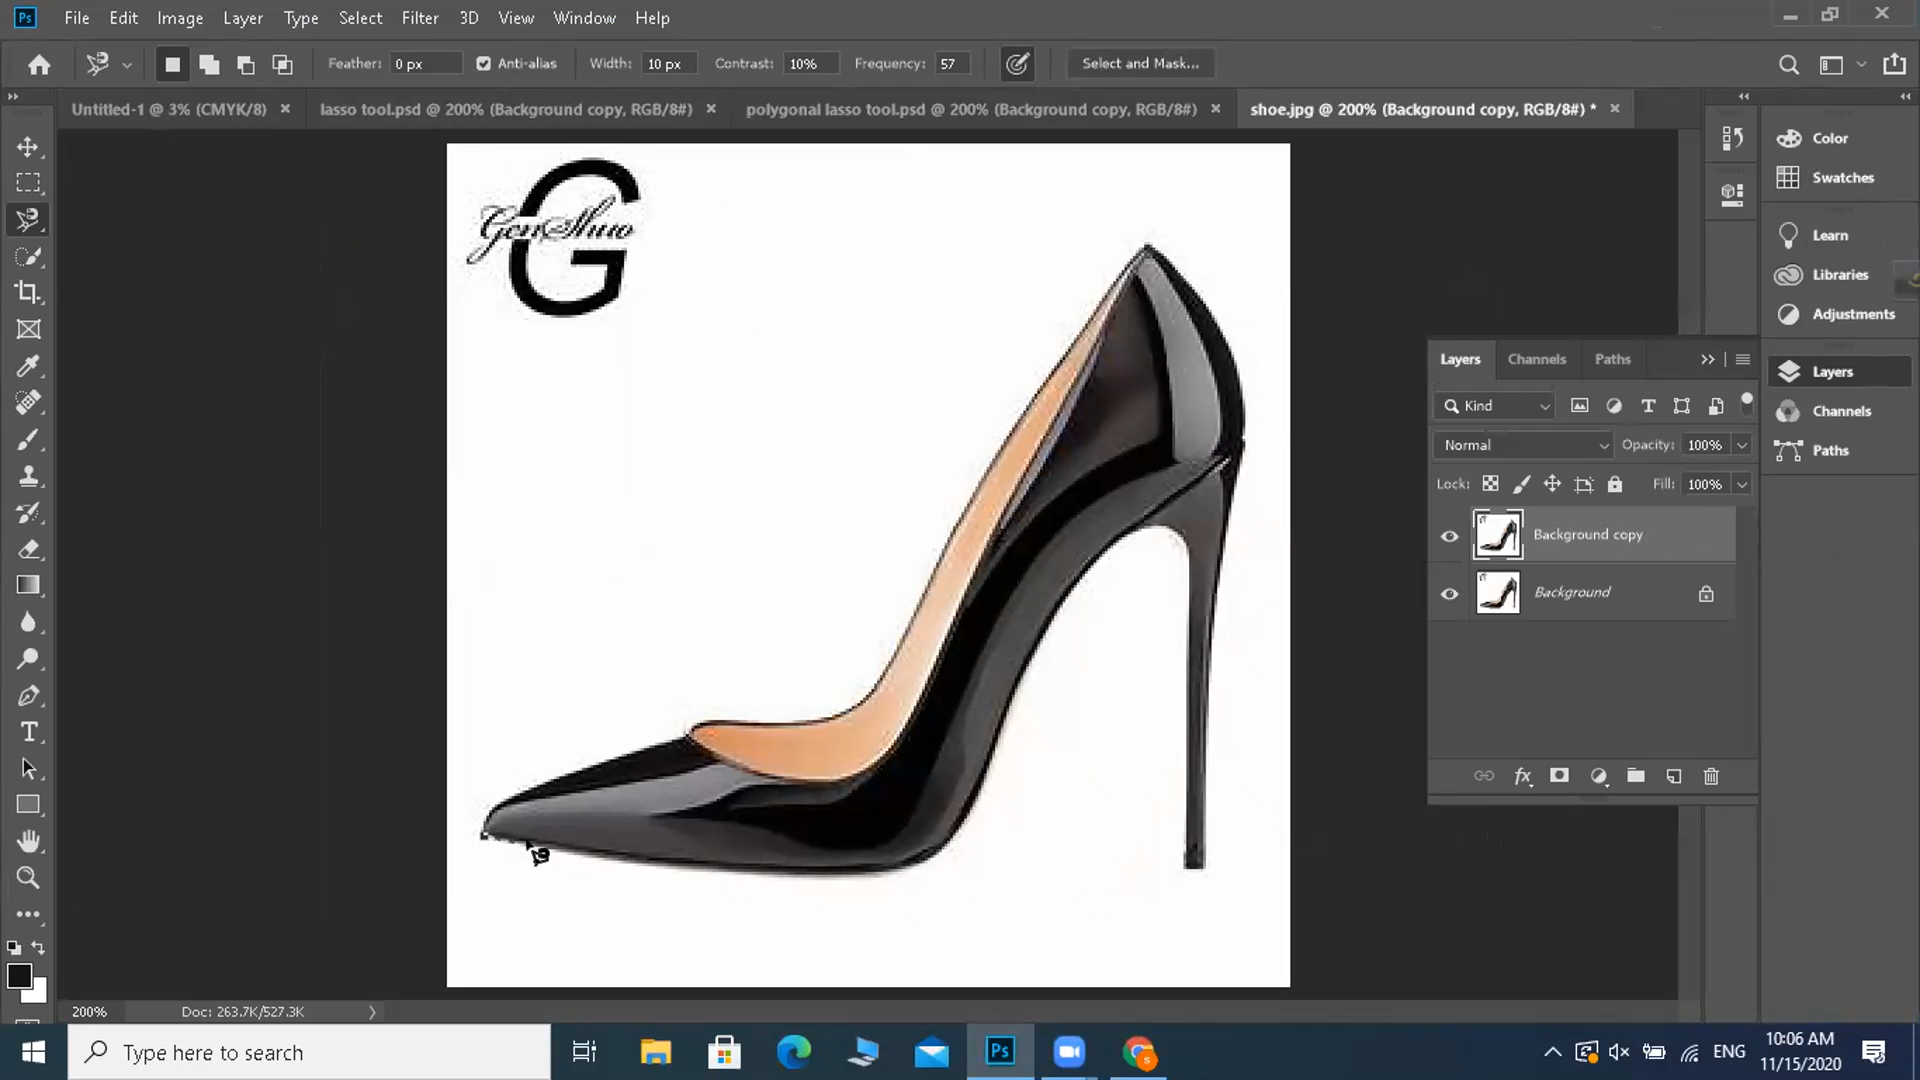 Ps File Edit Image Layer Type Select Filter 3D View Window Help
Feather: 0 px Anti-alias Width: 10 px Contrast: 10% Frequency: 57 Select and Mask...
Untitled-1 @ 3% (CMYK/8) × lasso tool.psd @ 200% (Background copy, RGB/8#) × polygonal lasso tool.psd @ 200% (Background copy, RGB/8#) × shoe.jpg @ 200% (Background copy, RGB/8#) * ×
G
GenShuo
Color
Swatches
Learn
Libraries
Adjustments
Layers
Channels
Paths
Layers Channels Paths
Kind
Normal Opacity: 100%
Lock: Fill: 100%
Background copy
Background
fx
200% Doc: 263.7K/527.3K
Type here to search
Ps
ENG
10:06 AM
11/15/2020